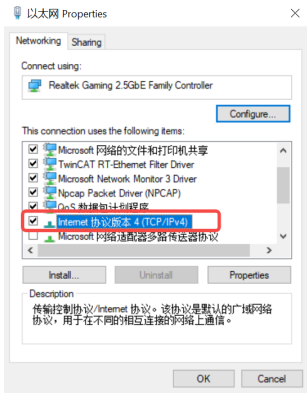 以太网 Properties
Networking Sharing
Connect using:
Realtek Gaming 2.5GbE Family Controller
Configure...
This connection uses the following items:
Microsoft 网络的文件和打印机共享
TwinCAT RT-Ethernet Filter Driver
Microsoft Network Monitor 3 Driver
Npcap Packet Driver (NPCAP)
QoS 数据包计划程序
Internet 协议版本 4 (TCP/IPv4)
Microsoft 网络适配器多路传送器协议
Install... Uninstall Properties
Description
传输控制协议/Internet 协议。该协议是默认的广域网络
协议，用于在不同的相互连接的网络上通信。
OK Cancel